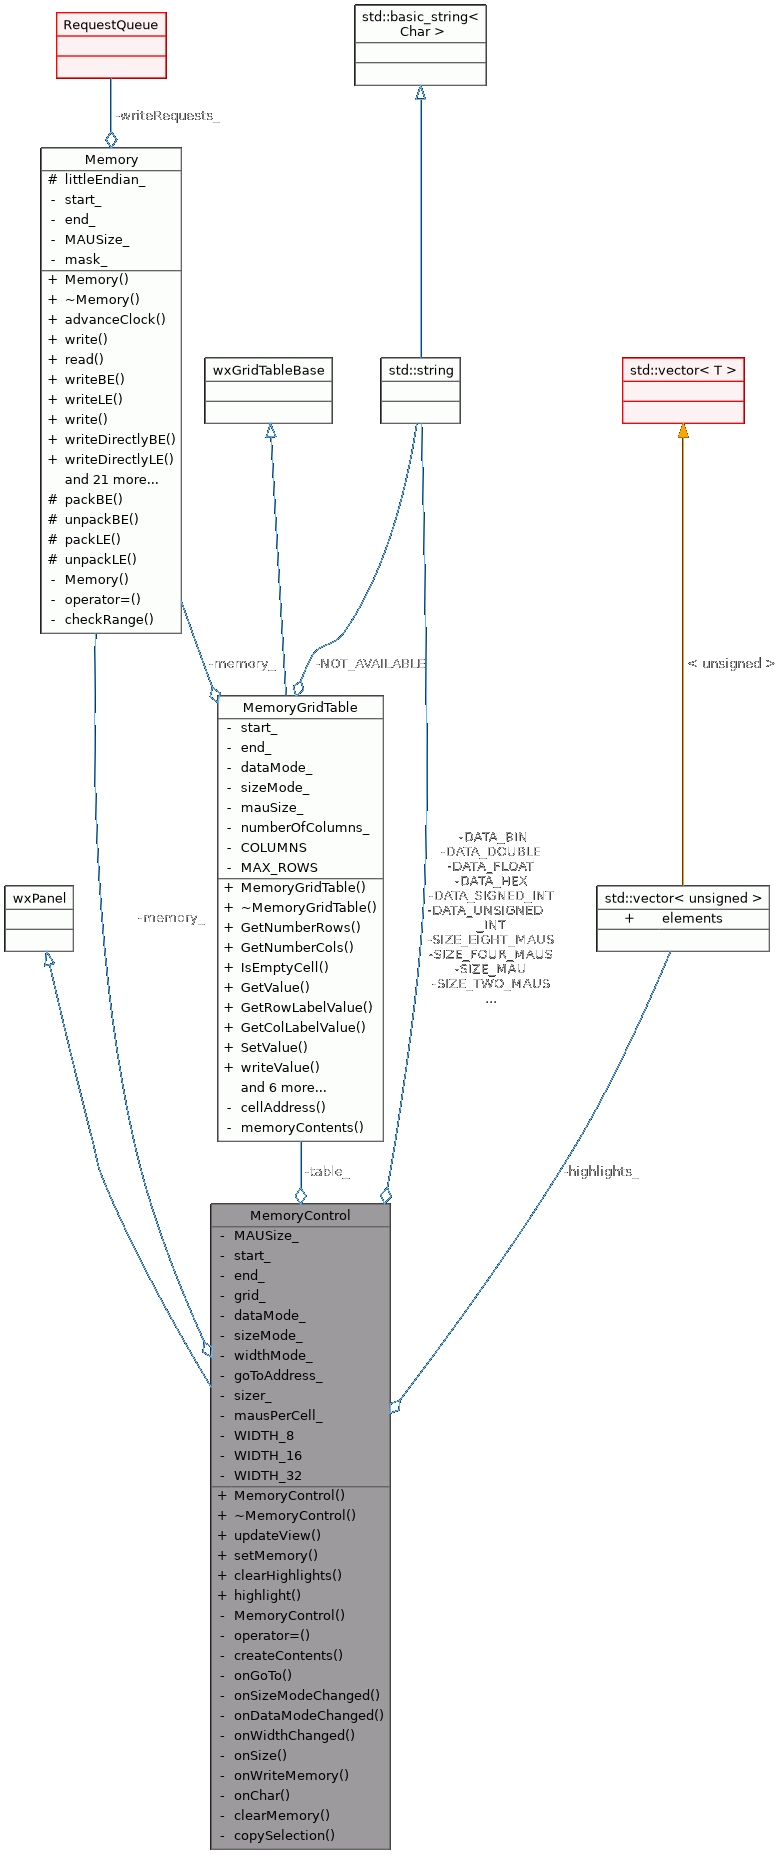 RequestQueue
std::basic_string<
Char >
-writeRequests_
Memory
# littleEndian_
- start_
- end_
- MAUSize_
- mask_
+ Memory()
+ ~Memory()
+ advanceClock()
+ write()
+ read()
+ writeBE()
+ writeLE()
+ write()
+ writeDirectlyBE()
+ writeDirectlyLE()
and 21 more...
# packBE()
# unpackBE()
# packLE()
# unpackLE()
- Memory()
- operator=()
- checkRange()
wxGridTableBase
std::string
std::vector< T >
-memory_
-NOT_AVAILABLE
< unsigned >
MemoryGridTable
- start_
- end_
- dataMode_
- sizeMode_
- mauSize_
- numberOfColumns_
- COLUMNS
- MAX_ROWS
+ MemoryGridTable()
+ ~MemoryGridTable()
+ GetNumberRows()
+ GetNumberCols()
+ IsEmptyCell()
+ GetValue()
+ GetRowLabelValue()
+ GetColLabelValue()
+ SetValue()
+ writeValue()
and 6 more...
- cellAddress()
- memoryContents()
-DATA_BIN
-DATA_DOUBLE
-DATA_FLOAT
-DATA_HEX
-DATA_SIGNED_INT
-DATA_UNSIGNED
_INT
-SIZE_EIGHT_MAUS
-SIZE_FOUR_MAUS
-SIZE_MAU
-SIZE_TWO_MAUS
...
wxPanel
-memory_
std::vector< unsigned >
+ elements
-table_
-highlights_
MemoryControl
- MAUSize_
- start_
- end_
- grid_
- dataMode_
- sizeMode_
- widthMode_
- goToAddress_
- sizer_
- mausPerCell_
- WIDTH_8
- WIDTH_16
- WIDTH_32
+ MemoryControl()
+ ~MemoryControl()
+ updateView()
+ setMemory()
+ clearHighlights()
+ highlight()
- MemoryControl()
- operator=()
- createContents()
- onGoTo()
- onSizeModeChanged()
- onDataModeChanged()
- onWidthChanged()
- onSize()
- onWriteMemory()
- onChar()
- clearMemory()
- copySelection()